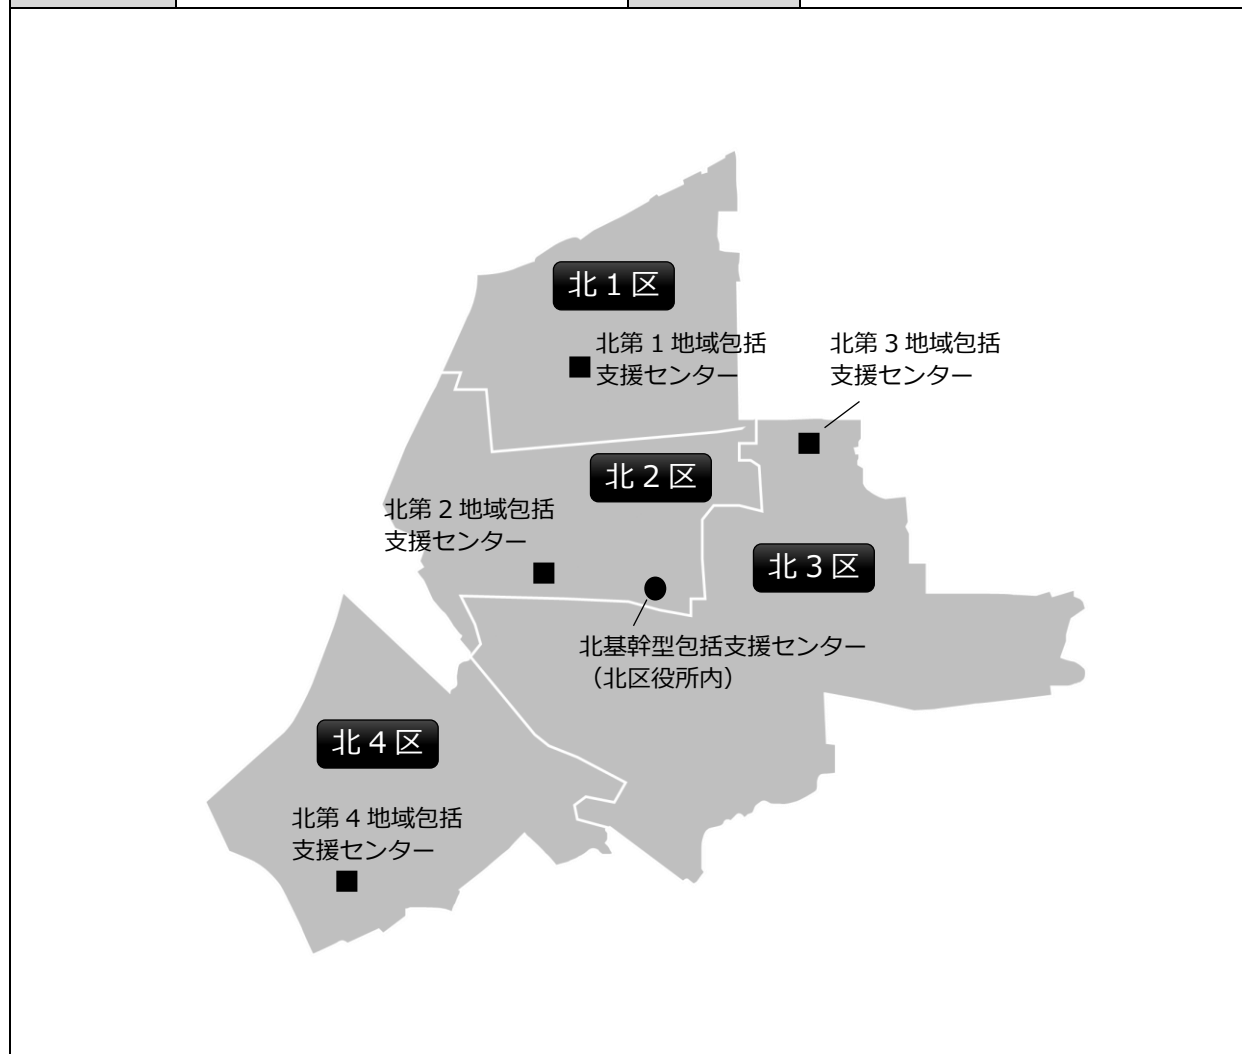 北１区
北第１地域包括
支援センター
北第３地域包括
支援センター
北２区
北第２地域包括
支援センター
北３区
北基幹型包括支援センター
（北区役所内）
北４区
北第４地域包括
支援センター